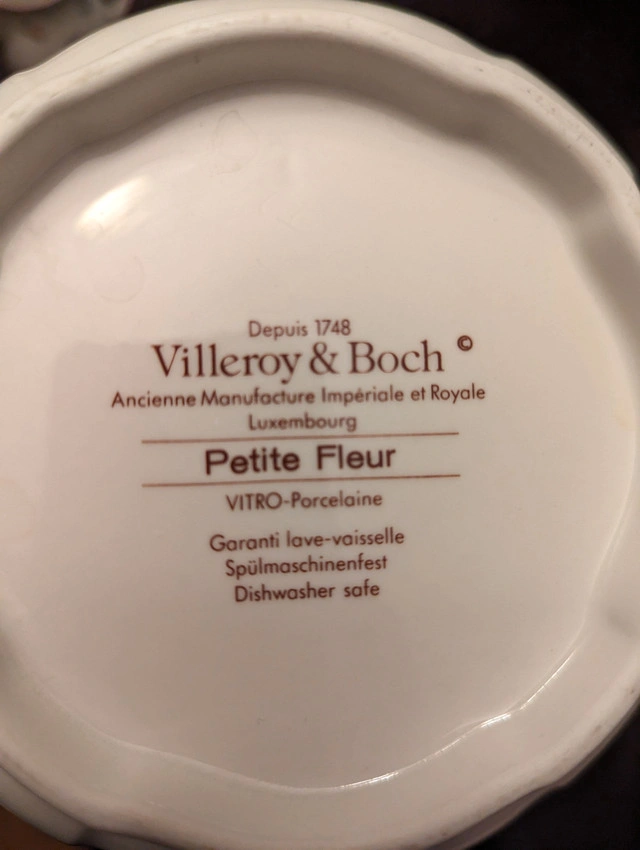 Depuis 1748
Villeroy & Boch ©
Ancienne Manufacture Impériale et Royale
Luxembourg
Petite Fleur
VITRO-Porcelaine
Garanti lave-vaisselle
Spülmaschinenfest
Dishwasher safe